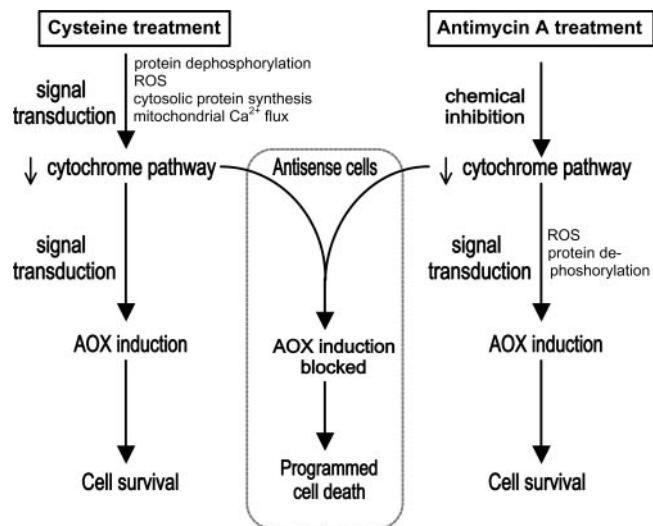 Cysteine treatment
protein dephosphorylation
ROS
cytosolic protein synthesis
mitochondrial Ca²⁺ flux
signal
transduction
↓ cytochrome pathway
signal
transduction
AOX induction
Cell survival
Antisense cells
AOX induction
blocked
Programmed
cell death
Antimycin A treatment
chemical
inhibition
↓ cytochrome pathway
signal
transduction
ROS
protein de-
phoshorylation
AOX induction
Cell survival